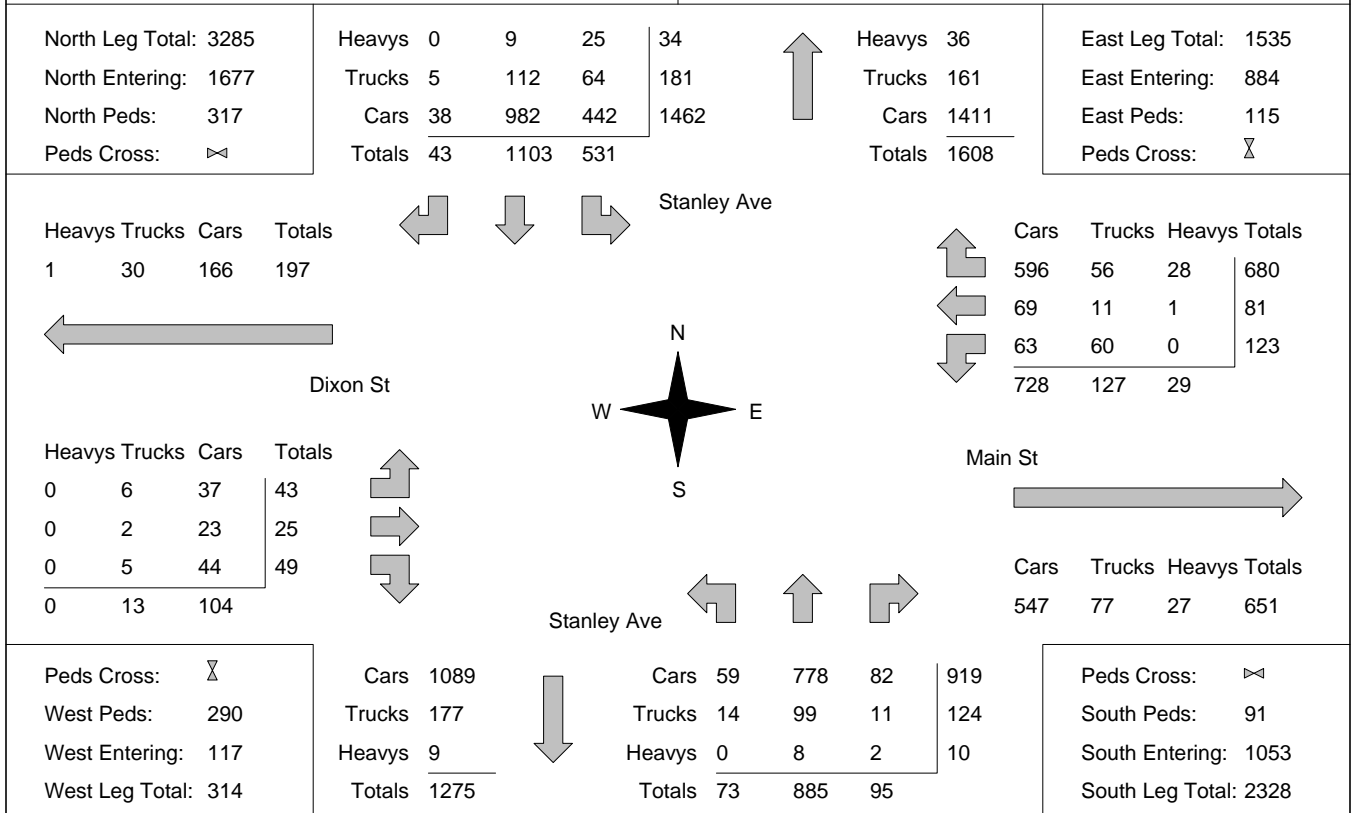 North Leg Total: 3285
North Entering: 1677
North Peds: 317
Peds Cross:
Heavys 0 9 25 34
Trucks 5 112 64 181
Cars 38 982 442 1462
Totals 43 1103 531
Heavys 36
Trucks 161
Cars 1411
Totals 1608
East Leg Total: 1535
East Entering: 884
East Peds: 115
Peds Cross:
Stanley Ave
Heavys Trucks Cars Totals
1 30 166 197
Cars Trucks Heavys Totals
596 56 28 680
69 11 1 81
63 60 0 123
728 127 29
Dixon St
N
W E
S
Heavys Trucks Cars Totals
0 6 37 43
0 2 23 25
0 5 44 49
0 13 104
Main St
Cars Trucks Heavys Totals
547 77 27 651
Stanley Ave
Peds Cross:
West Peds: 290
West Entering: 117
West Leg Total: 314
Cars 1089
Trucks 177
Heavys 9
Totals 1275
Cars 59 778 82 919
Trucks 14 99 11 124
Heavys 0 8 2 10
Totals 73 885 95
Peds Cross:
South Peds: 91
South Entering: 1053
South Leg Total: 2328